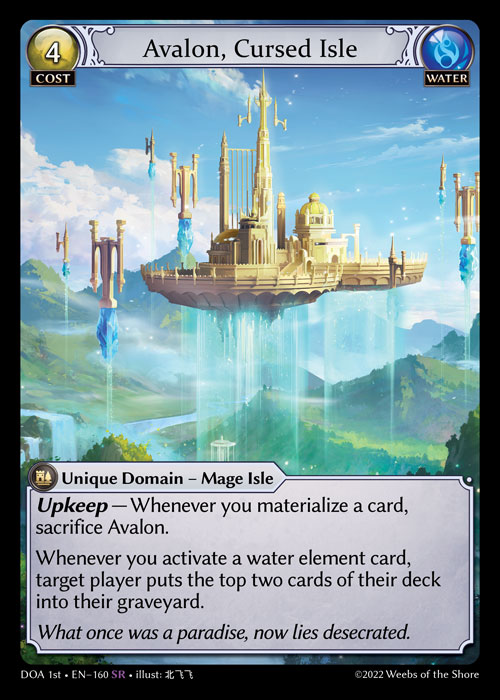 4
COST
Avalon, Cursed Isle
WATER
Unique Domain – Mage Isle
Upkeep — Whenever you materialize a card,
sacrifice Avalon.
Whenever you activate a water element card,
target player puts the top two cards of their deck
into their graveyard.
What once was a paradise, now lies desecrated.
DOA 1st • EN–160 SR • illust: 北飞飞
©2022 Weebs of the Shore